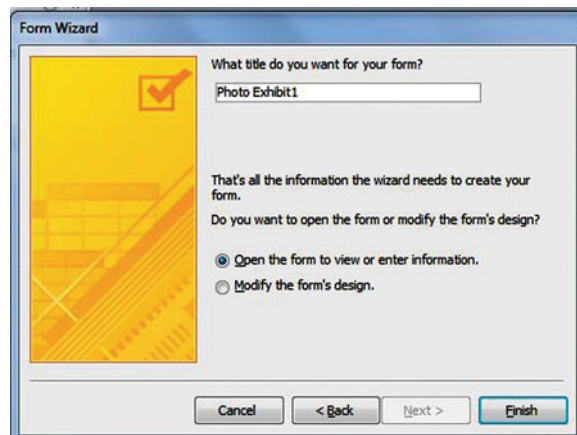 Form Wizard
What title do you want for your form?
Photo Exhibit1
That's all the information the wizard needs to create your
form.
Do you want to open the form or modify the form's design?
Open the form to view or enter information.
Modify the form's design.
Cancel
< Back
Next >
Finish